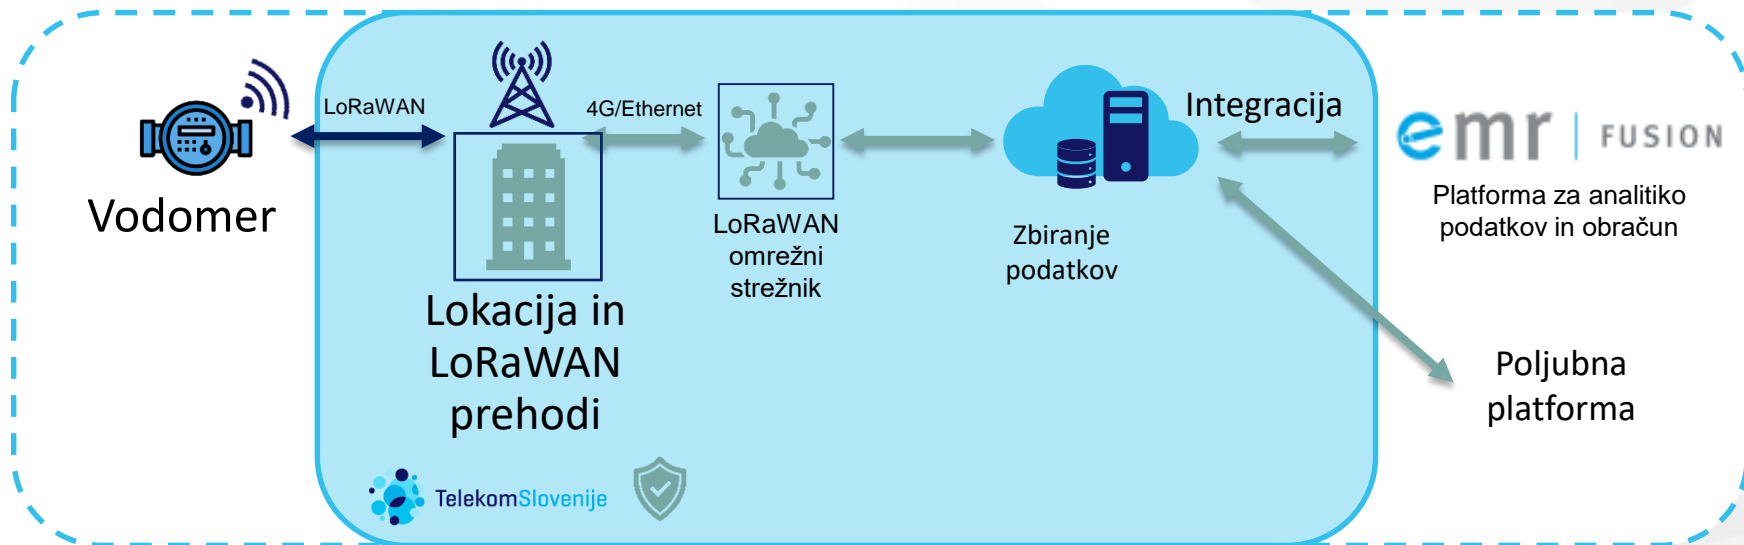 Vodomer
LoRaWAN
Lokacija in
LoRaWAN
prehodi
4G/Ethernet
LoRaWAN
omrežni
strežnik
Zbiranje
podatkov
Integracija
emr | FUSION
Platforma za analitiko
podatkov in obračun
Poljubna
platforma
TelekomSlovenije